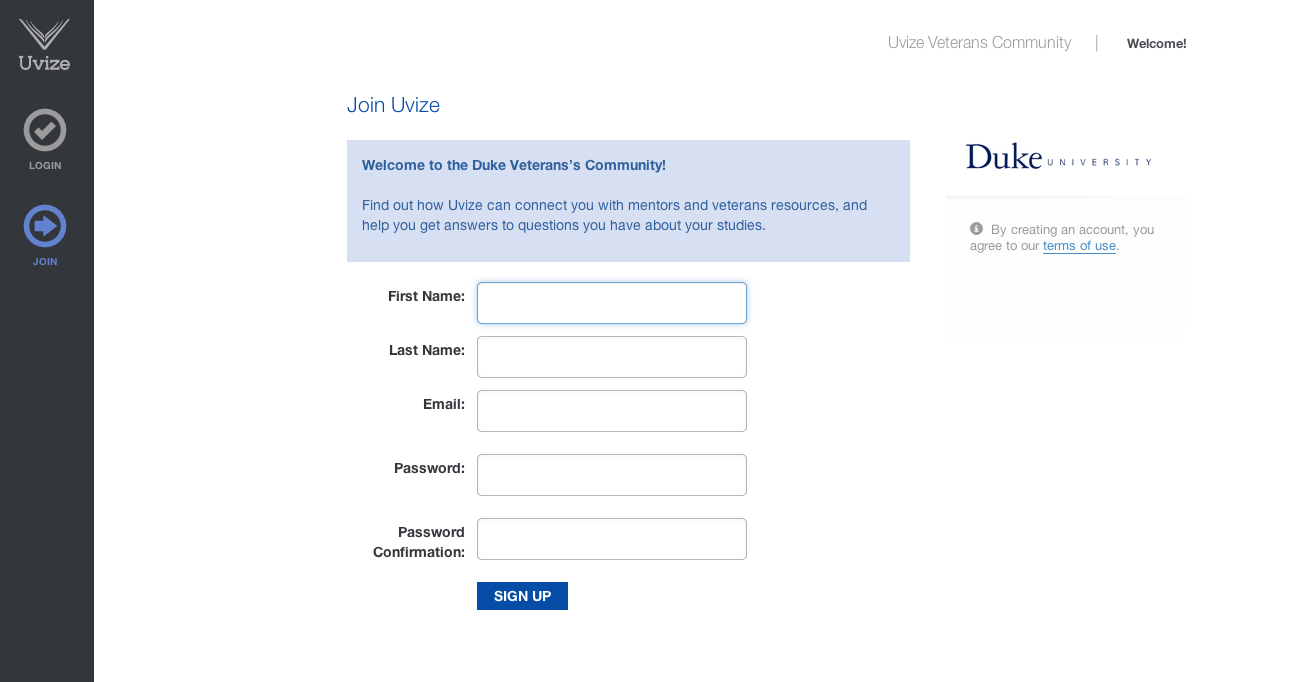 Uvize
LOGIN
JOIN
Uvize Veterans Community | Welcome!
Join Uvize
Welcome to the Duke Veterans's Community!
Find out how Uvize can connect you with mentors and veterans resources, and
help you get answers to questions you have about your studies.
First Name:
Last Name:
Email:
Password:
Password
Confirmation:
SIGN UP
Duke UNIVERSITY
By creating an account, you
agree to our terms of use.